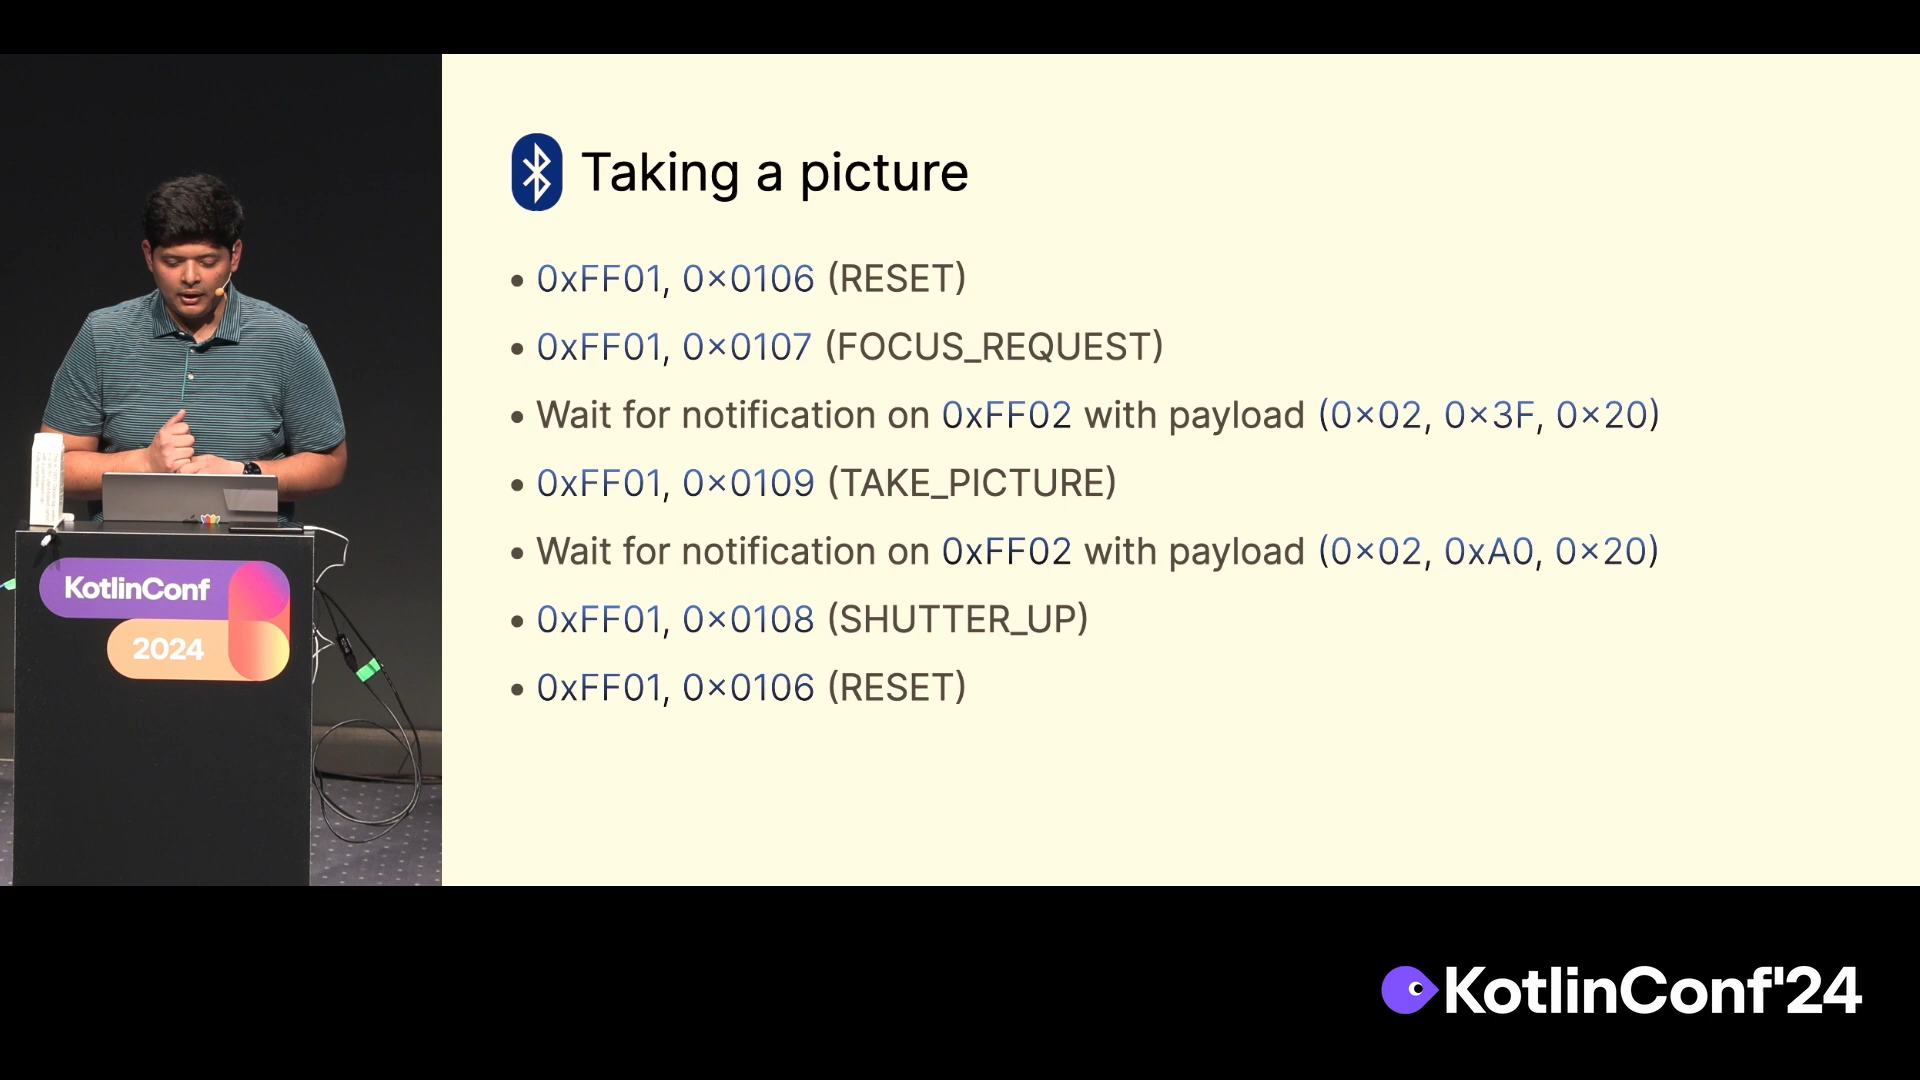 Taking a picture
• 0xFF01, 0×0106 (RESET)
• 0xFF01, 0×0107 (FOCUS_REQUEST)
• Wait for notification on 0xFF02 with payload (0×02, 0×3F, 0×20)
• 0xFF01, 0×0109 (TAKE_PICTURE)
• Wait for notification on 0xFF02 with payload (0×02, 0xA0, 0×20)
• 0xFF01, 0×0108 (SHUTTER_UP)
• 0xFF01, 0×0106 (RESET)
KotlinConf
2024
KotlinConf'24